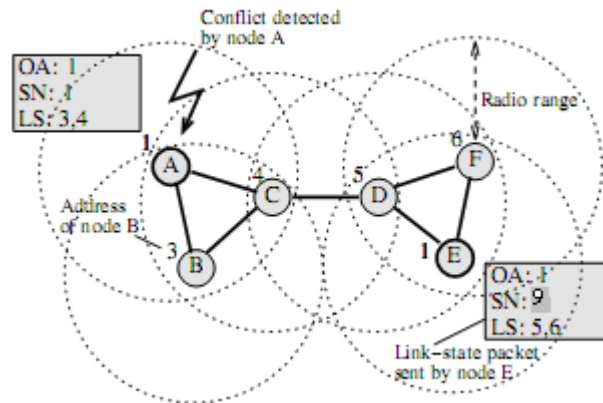 Conflict detected
by node A
OA: 1
SN: 1
LS: 3,4
Radio range
1
A
4
C
5
D
6
F
Address
of node B
3
B
1
E
OA: 1
SN: 9
LS: 5,6
Link-state packet
sent by node E